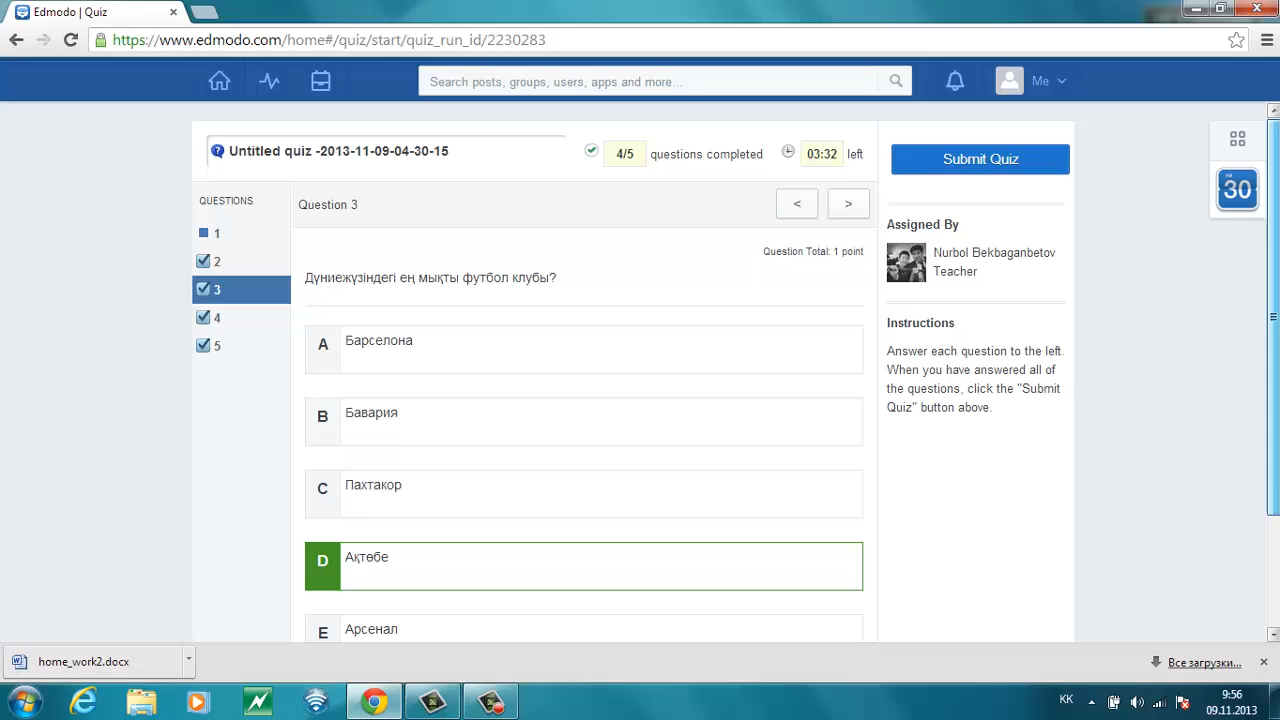 Edmodo | Quiz
https://www.edmodo.com/home#/quiz/start/quiz_run_id/2230283
Search posts, groups, users, apps and more...
Me
Untitled quiz -2013-11-09-04-30-15
4/5 questions completed
03:32 left
Submit Quiz
30
QUESTIONS
1
2
3
4
5
Question 3
< >
Question Total: 1 point
Дүниежүзіндегі ең мықты футбол клубы?
A Барселона
B Бавария
C Пахтакор
D Ақтөбе
E Арсенал
Assigned By
Nurbol Bekbaganbetov
Teacher
Instructions
Answer each question to the left.
When you have answered all of
the questions, click the "Submit
Quiz" button above.
home_work2.docx
Все загрузки...
KK
9:56
09.11.2013